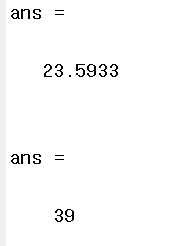 ans =
23.5933
ans =
39